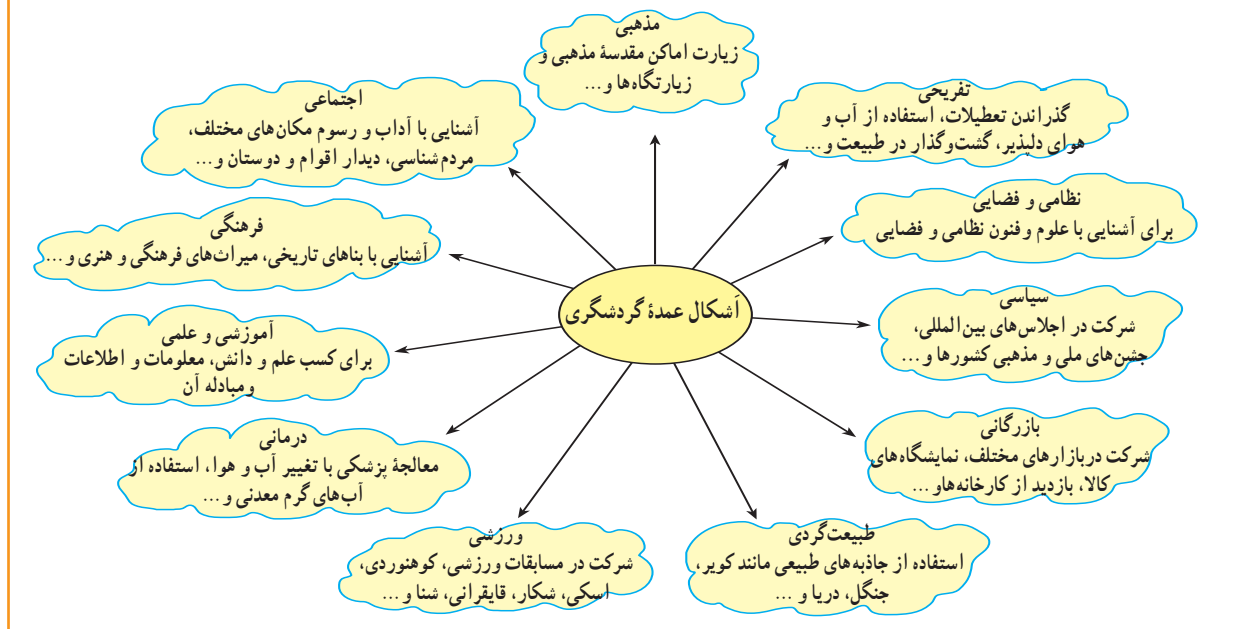 مذهبی
زیارت اماکن مقدسهٔ مذهبی و
زیارتگاه‌ها و...
تفریحی
گذراندن تعطیلات، استفاده از آب و
هوای دلپذیر، گشت‌وگذار در طبیعت و...
نظامی و فضایی
برای آشنایی با علوم وفنون نظامی و فضایی
سیاسی
شرکت در اجلاس‌های بین‌المللی،
جشن‌های ملی و مذهبی کشورها و...
بازرگانی
شرکت دربازارهای مختلف، نمایشگاه‌های
کالا، بازدید از کارخانه‌هاو...
طبیعت‌گردی
استفاده از جاذبه‌های طبیعی مانند کویر،
جنگل، دریا و ...
ورزشی
شرکت در مسابقات ورزشی، کوهنوردی،
اسکی، شکار، قایقرانی، شنا و ...
درمانی
معالجهٔ پزشکی با تغییر آب و هوا، استفاده از
آب‌های گرم معدنی و...
آموزشی و علمی
برای کسب علم و دانش، معلومات و اطلاعات
ومبادله آن
فرهنگی
آشنایی با بناهای تاریخی، میراث‌های فرهنگی و هنری و...
اجتماعی
آشنایی با آداب و رسوم مکان‌های مختلف،
مردم‌شناسی، دیدار اقوام و دوستان و...
اَشکال عمدهٔ گردشگری